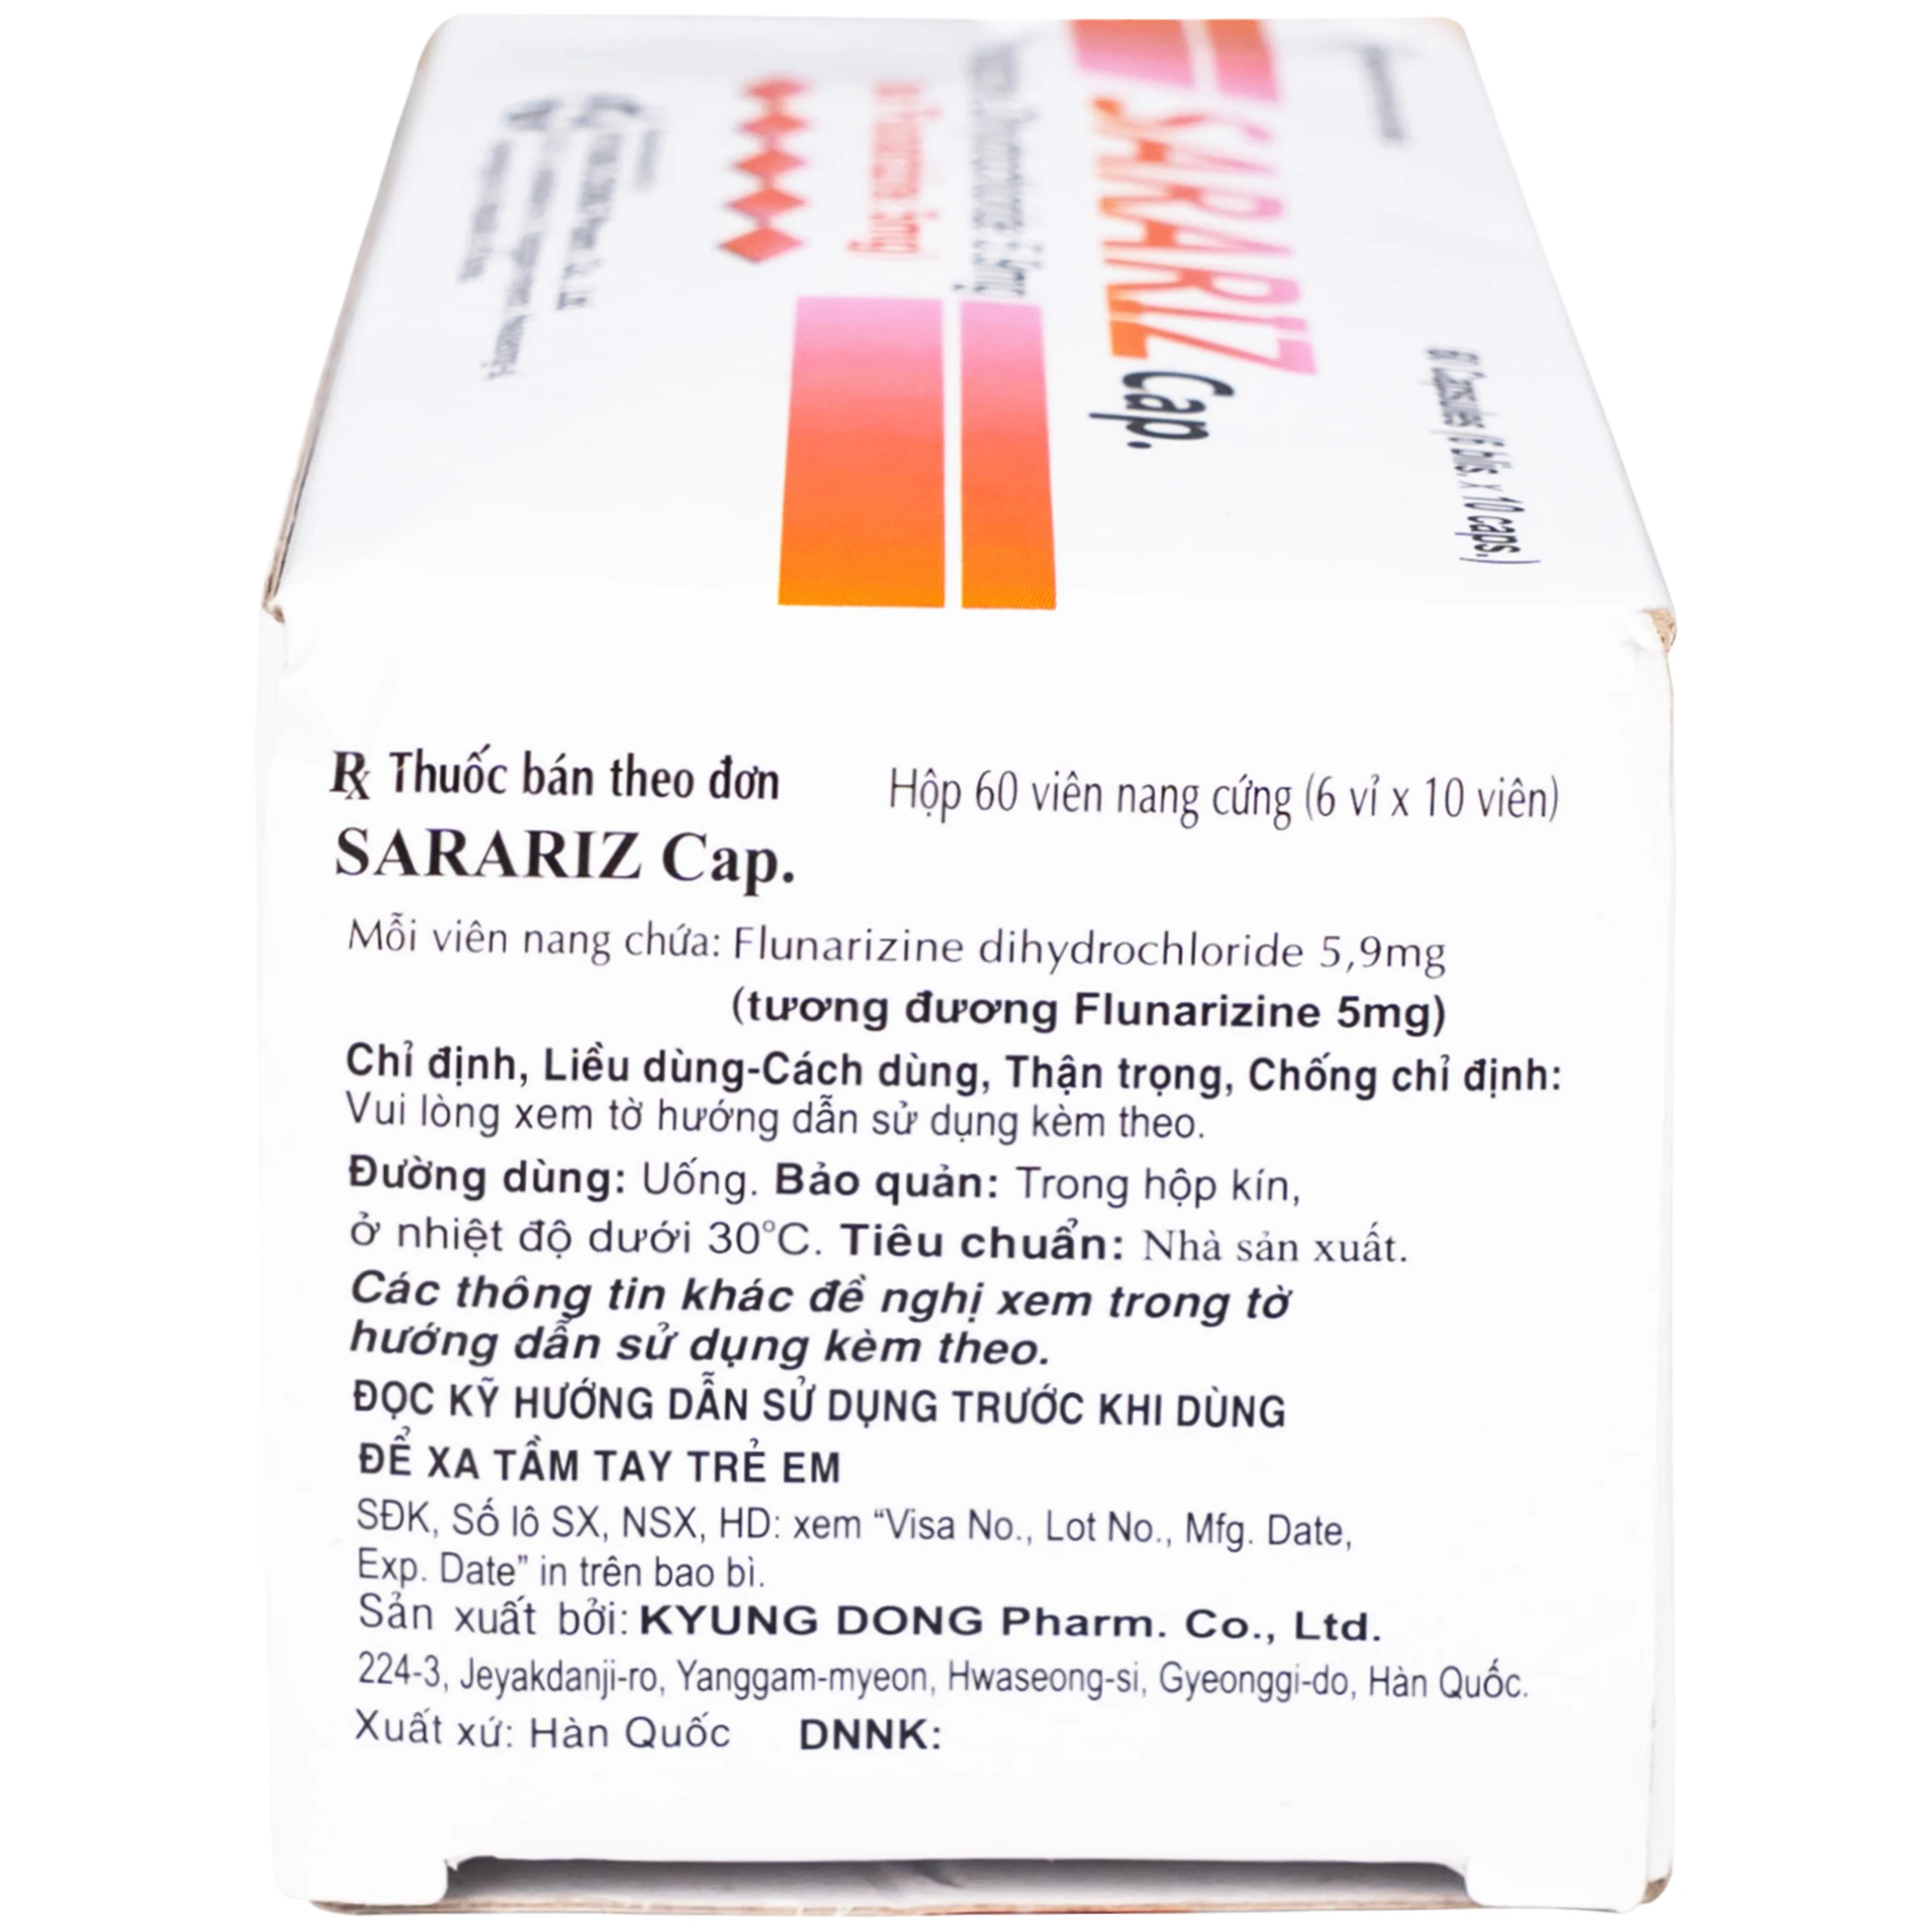 SARARIZ Cap.
60 Capsules (6 blis. x 10 caps.)
Rx Thuốc bán theo đơn
Hộp 60 viên nang cứng (6 vỉ x 10 viên)
SARARIZ Cap.
Mỗi viên nang chứa: Flunarizine dihydrochloride 5,9mg
(tương đương Flunarizine 5mg)
Chỉ định, Liều dùng-Cách dùng, Thận trọng, Chống chỉ định:
Vui lòng xem tờ hướng dẫn sử dụng kèm theo.
Đường dùng: Uống. Bảo quản: Trong hộp kín,
ở nhiệt độ dưới 30°C. Tiêu chuẩn: Nhà sản xuất.
Các thông tin khác đề nghị xem trong tờ
hướng dẫn sử dụng kèm theo.
ĐỌC KỸ HƯỚNG DẪN SỬ DỤNG TRƯỚC KHI DÙNG
ĐỂ XA TẦM TAY TRẺ EM
SĐK, Số lô SX, NSX, HD: xem “Visa No., Lot No., Mfg. Date,
Exp. Date” in trên bao bì.
Sản xuất bởi: KYUNG DONG Pharm. Co., Ltd.
224-3, Jeyakdanji-ro, Yanggam-myeon, Hwaseong-si, Gyeonggi-do, Hàn Quốc.
Xuất xứ: Hàn Quốc DNNK: